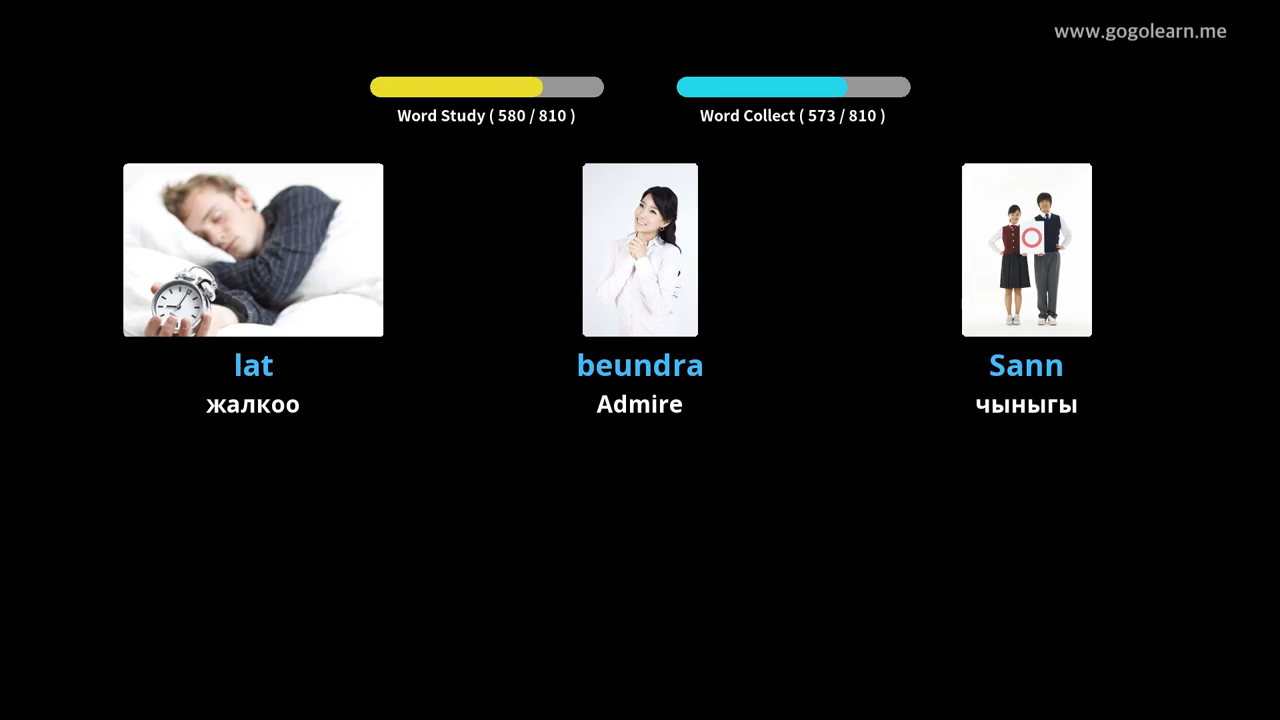 www.gogolearn.me
Word Study ( 580 / 810 )
Word Collect ( 573 / 810 )
lat
beundra
Sann
жалкоо
Admire
чыныгы